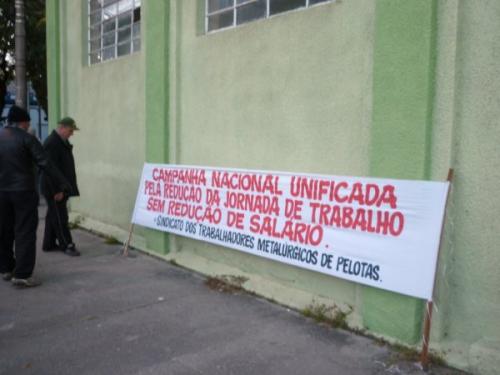 CAMPANHA NACIONAL UNIFICADA
PELA REDUÇÃO DA JORNADA DE TRABALHO
SEM REDUÇÃO DE SALÁRIO.
SINDICATO DOS TRABALHADORES METALÚRGICOS DE PELOTAS.